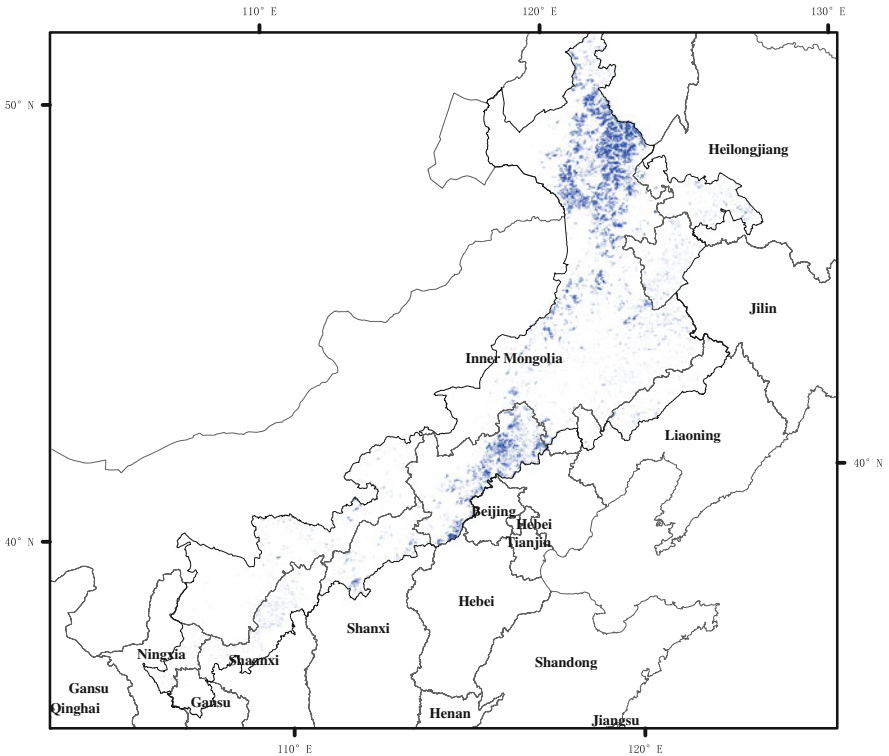 110° E 120° E 130° E
50° N
Heilongjiang
Jilin
Inner Mongolia
Liaoning
40° N
Beijing
Hebei
40° N
Tianjin
Hebei
Shanxi
Ningxia
Shaanxi
Shandong
Gansu
Gansu
Qinghai
Henan
Jiangsu
110° E 120° E